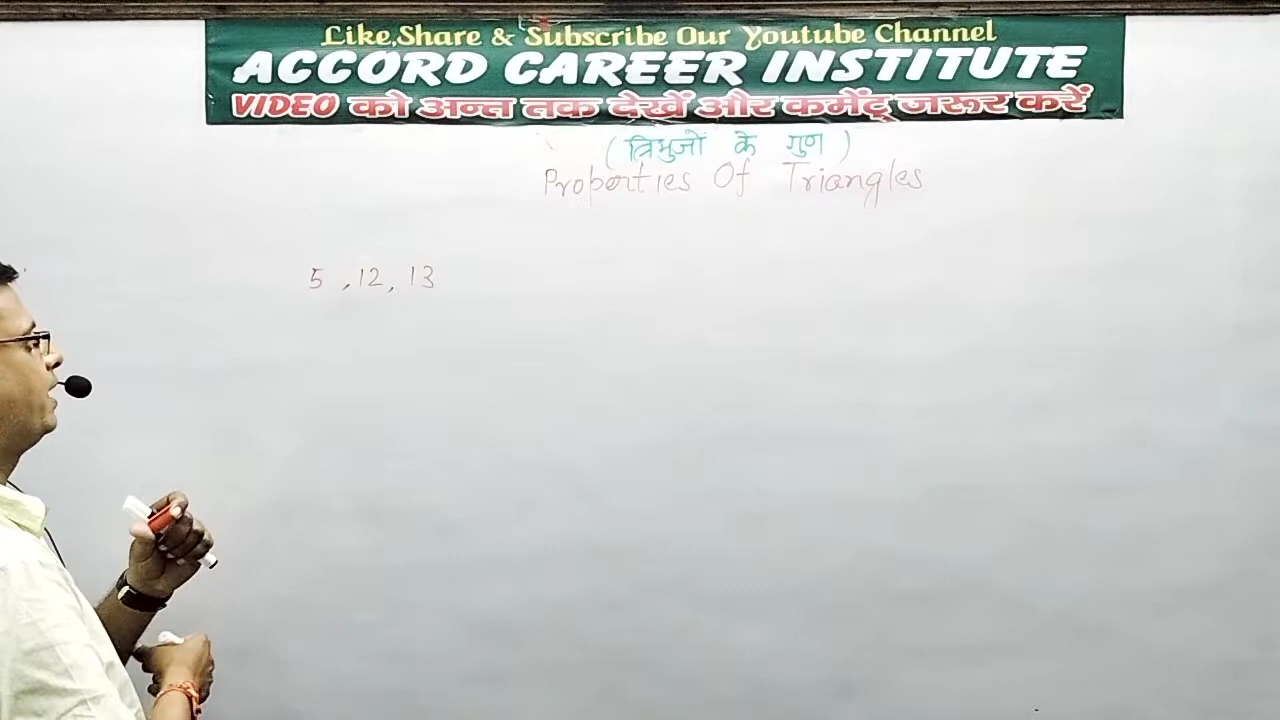 Like,Share & Subscribe Our Youtube Channel
ACCORD CAREER INSTITUTE
VIDEO को अन्त तक देखें और कमेंट् जरूर करें
(त्रिभुजों के गुण)
Properties Of Triangles
5 , 12 , 13